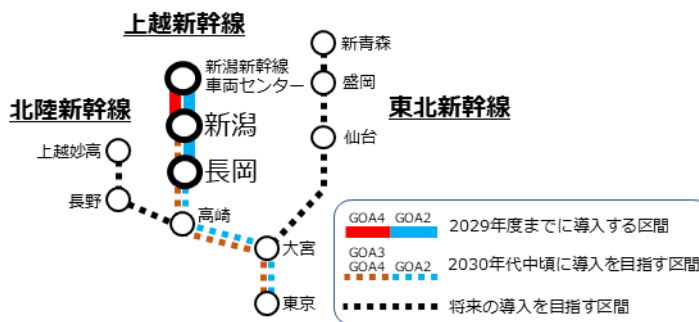 上越新幹線
新青森
新潟新幹線
車両センター
盛岡
北陸新幹線
東北新幹線
新潟
仙台
上越妙高
長岡
長野
高崎
大宮
東京
GOA4 GOA2
2029年度までに導入する区間
GOA3
GOA4 GOA2
2030年代中頃に導入を目指す区間
将来の導入を目指す区間